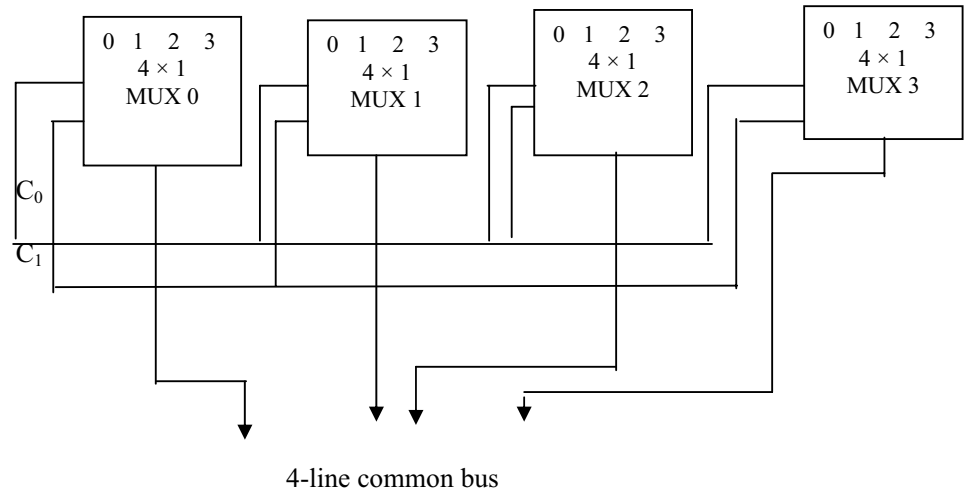 0 1 2 3
4 × 1
MUX 0
0 1 2 3
4 × 1
MUX 1
0 1 2 3
4 × 1
MUX 2
0 1 2 3
4 × 1
MUX 3
C₀
C₁
4-line common bus